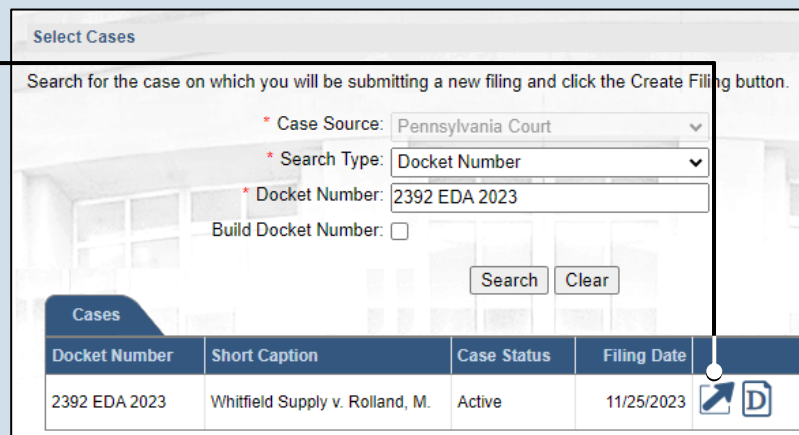 Select Cases
Search for the case on which you will be submitting a new filing and click the Create Filing button.
* Case Source: Pennsylvania Court
* Search Type: Docket Number
* Docket Number: 2392 EDA 2023
Build Docket Number:
Search Clear
Cases
Docket Number Short Caption Case Status Filing Date
2392 EDA 2023 Whitfield Supply v. Rolland, M. Active 11/25/2023 D